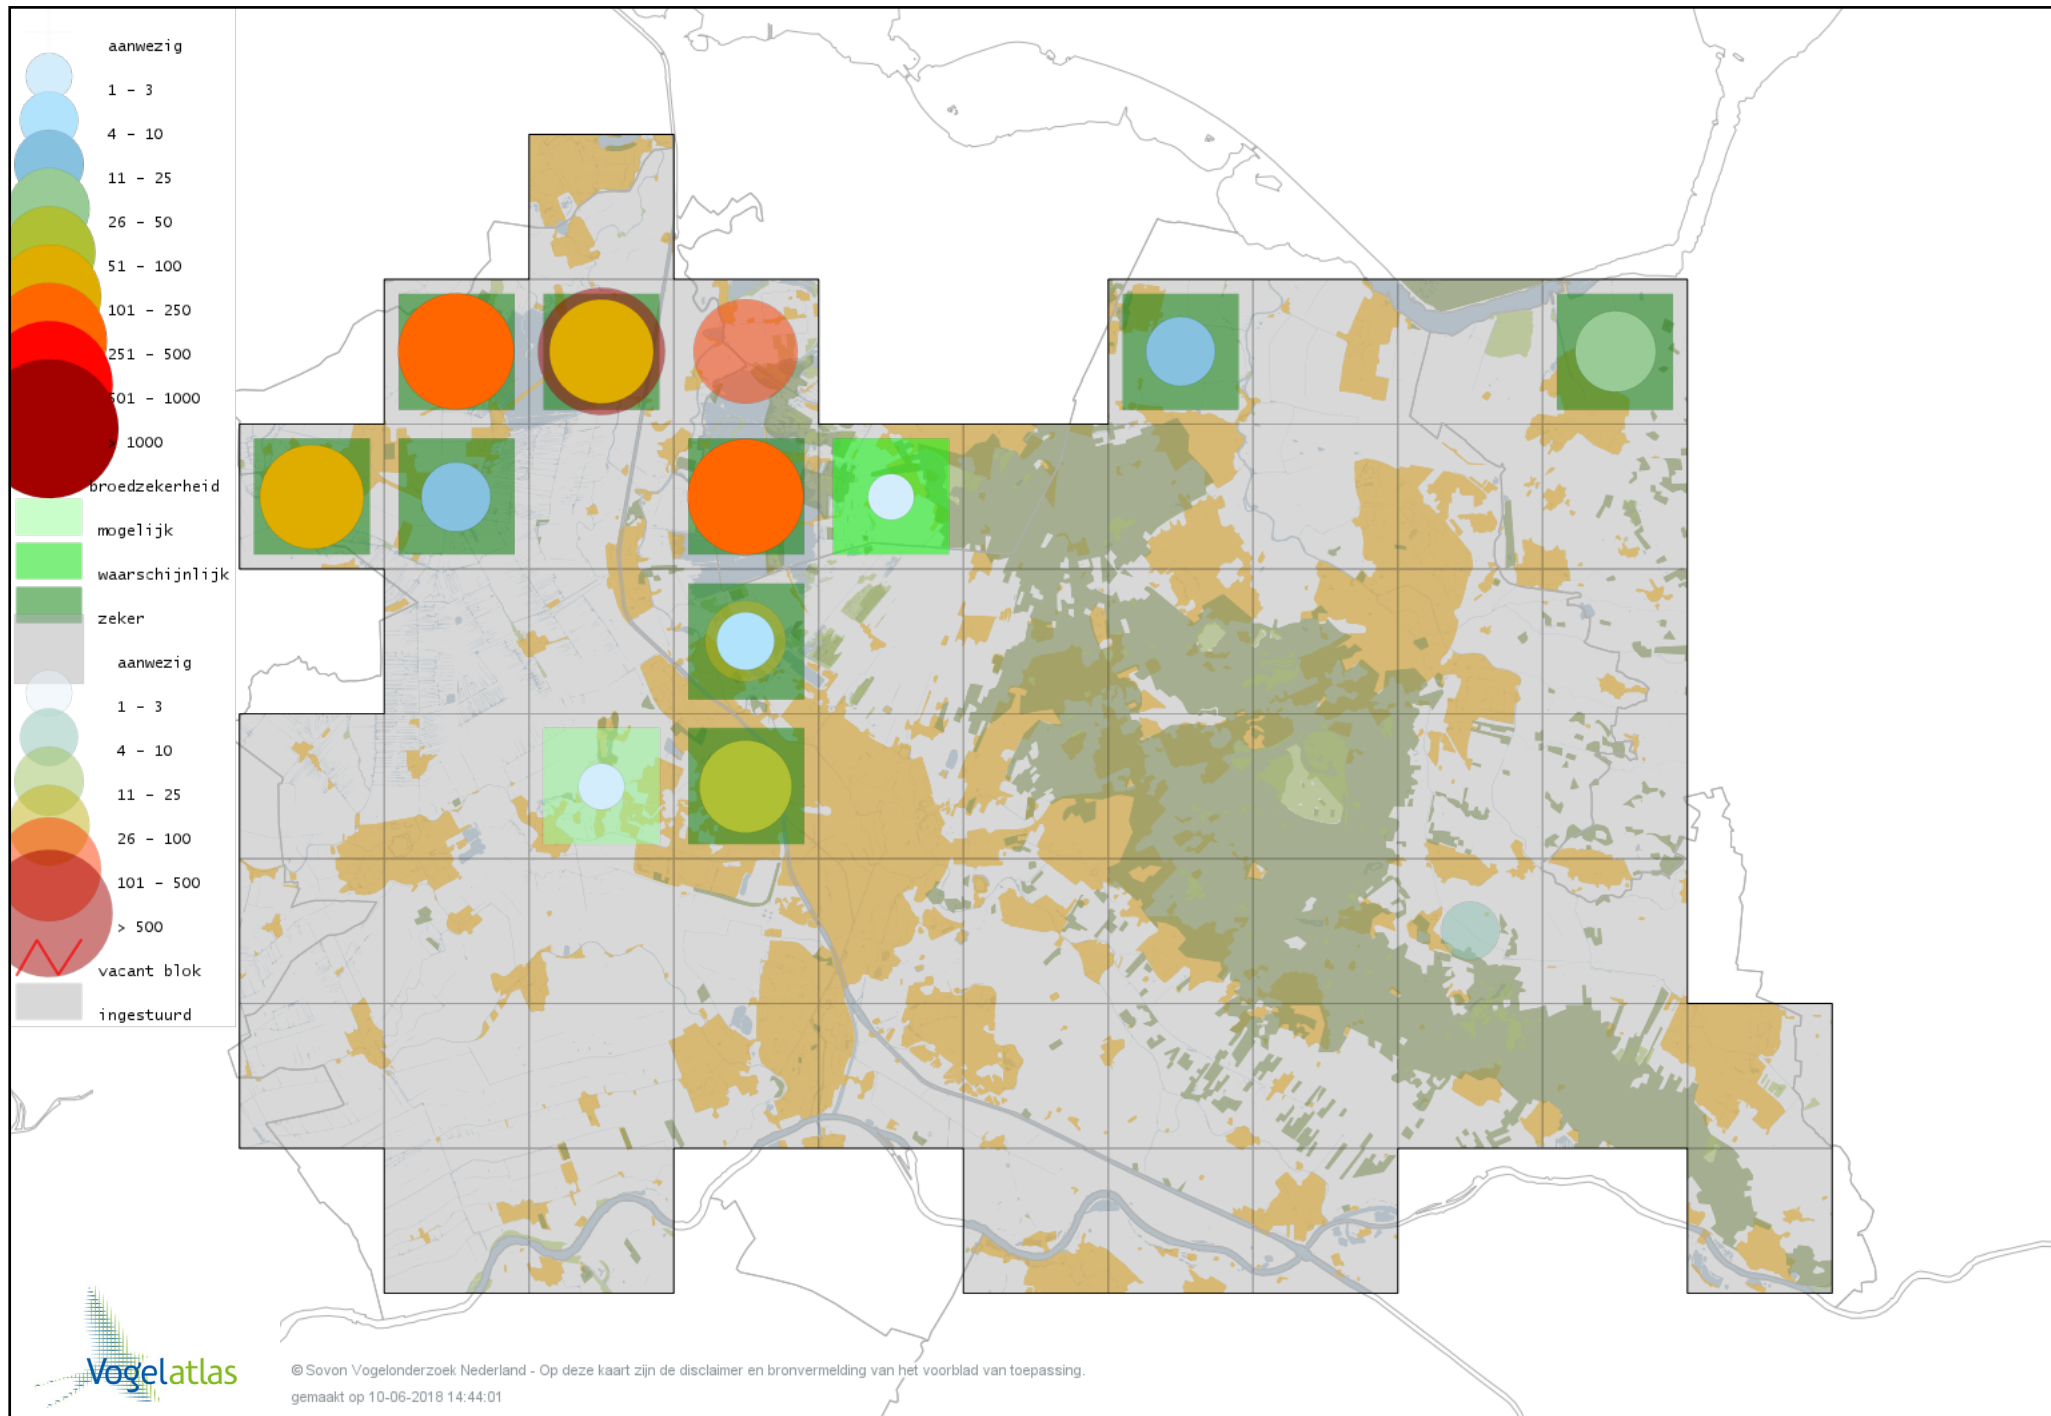 aanwezig
1 - 3
4 - 10
11 - 25
26 - 50
51 - 100
101 - 250
251 - 500
501 - 1000
> 1000
broedzekerheid
mogelijk
waarschijnlijk
zeker
aanwezig
1 - 3
4 - 10
11 - 25
26 - 100
101 - 500
> 500
vacant blok
ingestuurd
Vogelatlas
© Sovon Vogelonderzoek Nederland - Op deze kaart zijn de disclaimer en bronvermelding van het voorblad van toepassing.
gemaakt op 10-06-2018 14:44:01